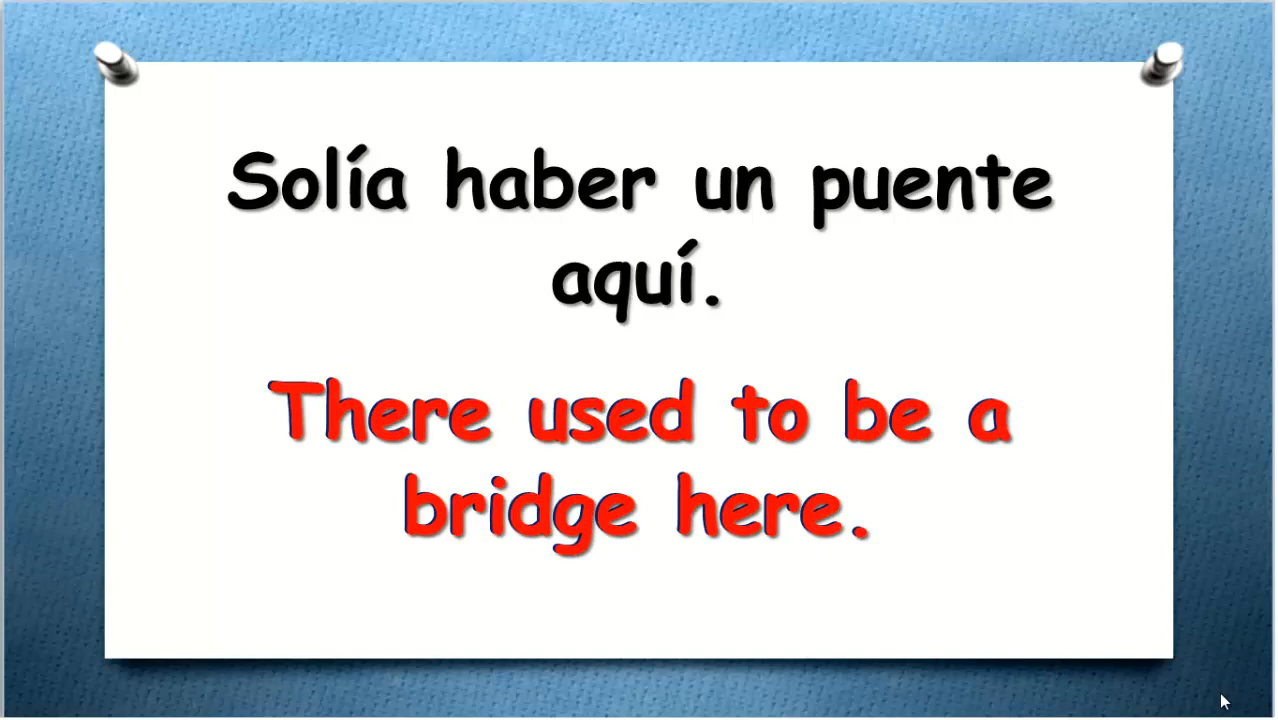 Solía haber un puente
aquí.
There used to be a
bridge here.